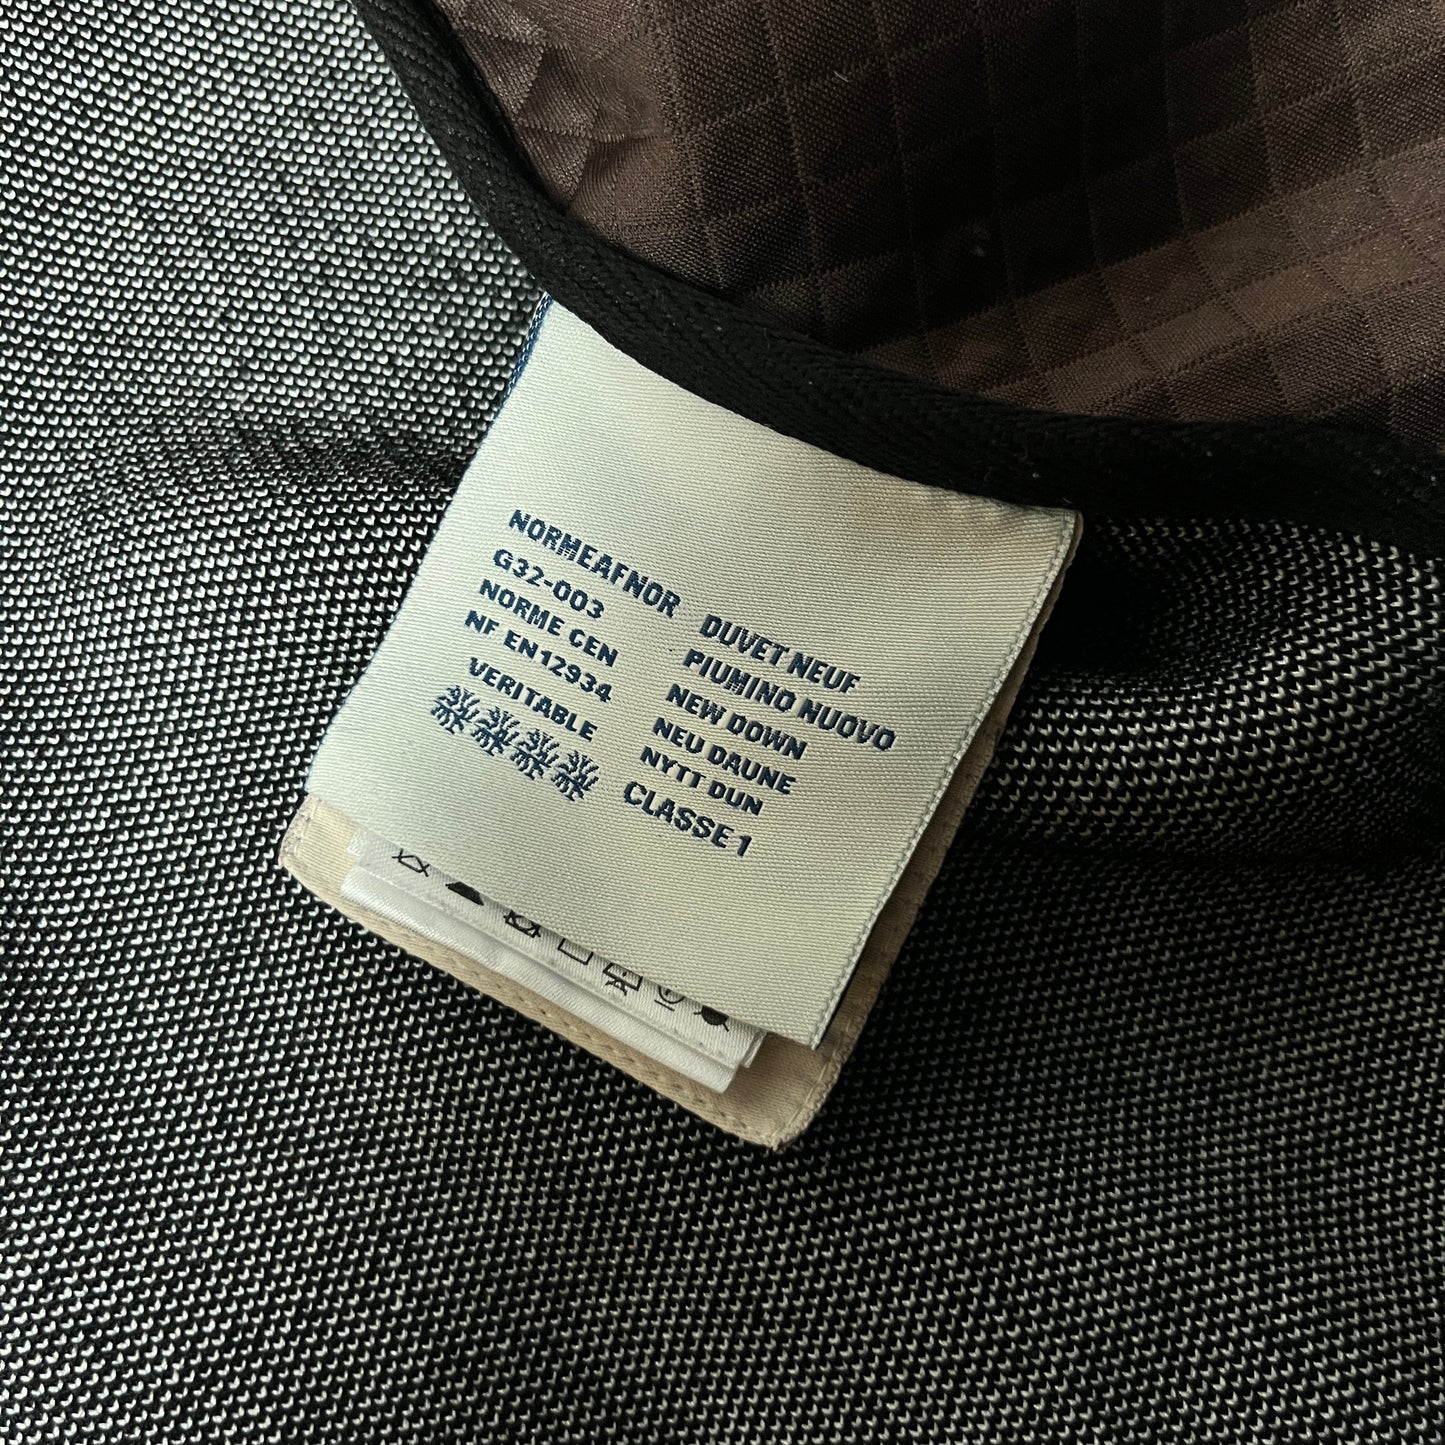 NORMEAFNOR
G32-003
NORME CEN
NF EN12934
VERITABLE
DUVET NEUF
PIUMINO NUOVO
NEW DOWN
NEU DAUNE
NYTT DUN
CLASSE 1